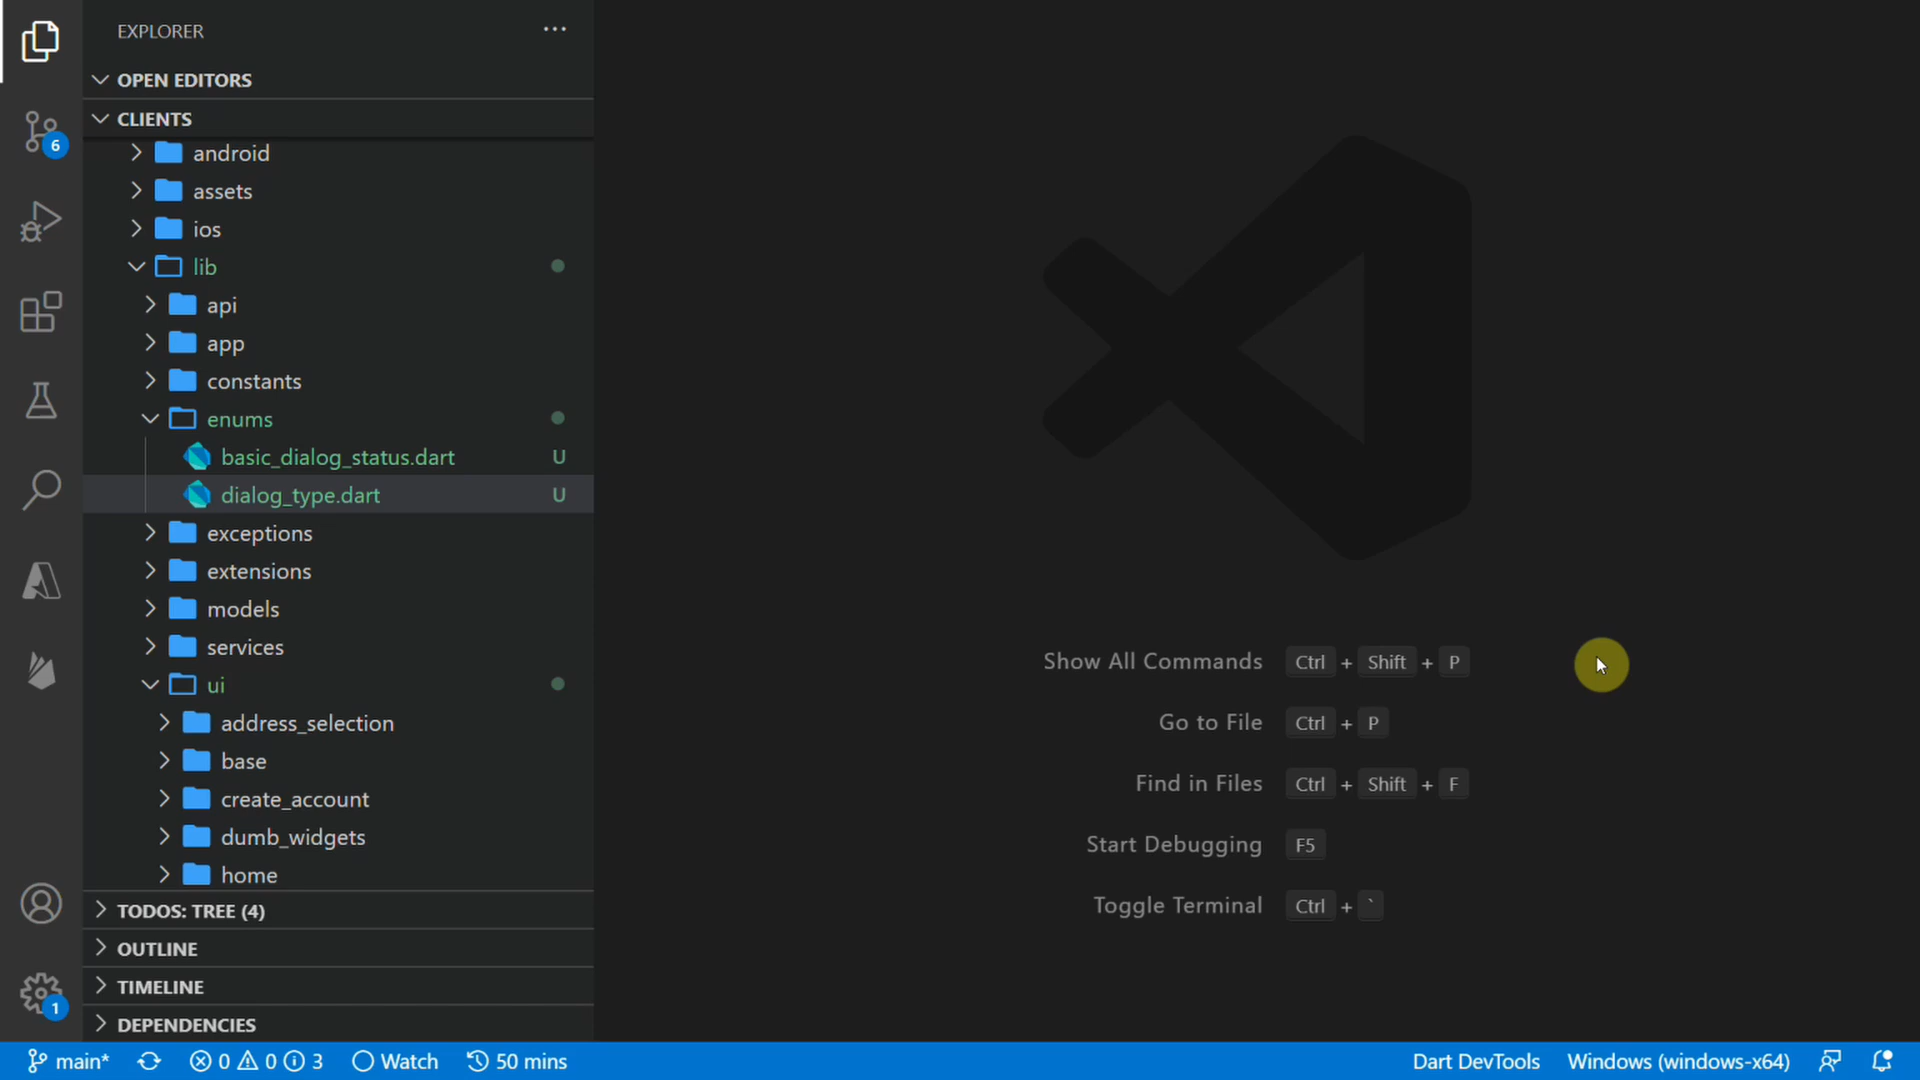 EXPLORER
OPEN EDITORS
CLIENTS
android
assets
ios
lib
api
app
constants
enums
basic_dialog_status.dart U
dialog_type.dart U
exceptions
extensions
models
services
ui
address_selection
base
create_account
dumb_widgets
home
TODOS: TREE (4)
OUTLINE
TIMELINE
DEPENDENCIES
6
1
Show All Commands Ctrl + Shift + P
Go to File Ctrl + P
Find in Files Ctrl + Shift + F
Start Debugging F5
Toggle Terminal Ctrl + `
main* 0 0 3 Watch 50 mins Dart DevTools Windows (windows-x64)